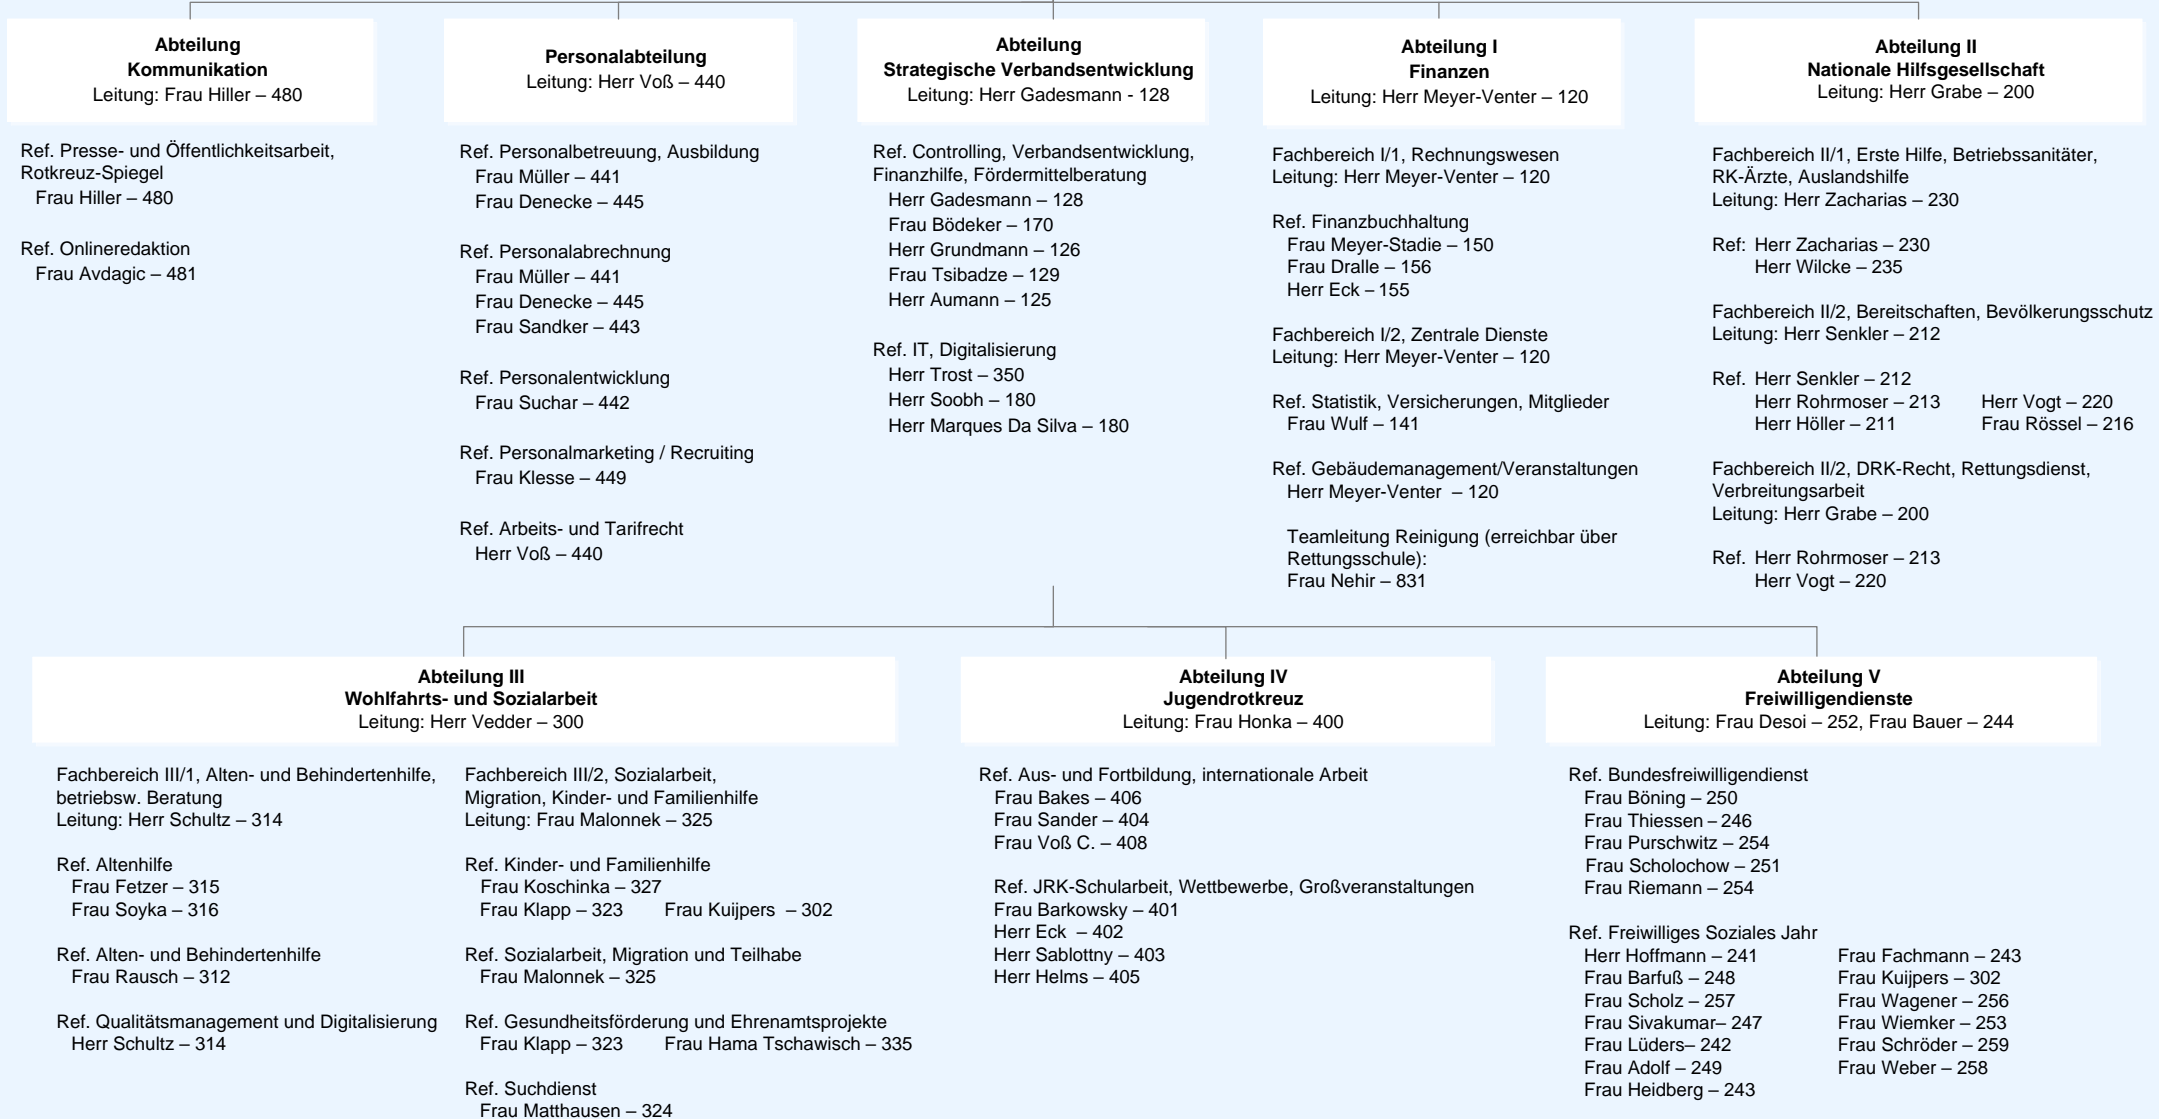 Abteilung
Kommunikation
Leitung: Frau Hiller – 480
Ref. Presse- und Öffentlichkeitsarbeit,
Rotkreuz-Spiegel
Frau Hiller – 480
Ref. Onlineredaktion
Frau Avdagic – 481
Personalabteilung
Leitung: Herr Voß – 440
Ref. Personalbetreuung, Ausbildung
Frau Müller – 441
Frau Denecke – 445
Ref. Personalabrechnung
Frau Müller – 441
Frau Denecke – 445
Frau Sandker – 443
Ref. Personalentwicklung
Frau Suchar – 442
Ref. Personalmarketing / Recruiting
Frau Klesse – 449
Ref. Arbeits- und Tarifrecht
Herr Voß – 440
Abteilung
Strategische Verbandsentwicklung
Leitung: Herr Gadesmann - 128
Ref. Controlling, Verbandsentwicklung,
Finanzhilfe, Fördermittelberatung
Herr Gadesmann – 128
Frau Bödeker – 170
Herr Grundmann – 126
Frau Tsibadze – 129
Herr Aumann – 125
Ref. IT, Digitalisierung
Herr Trost – 350
Herr Soobh – 180
Herr Marques Da Silva – 180
Abteilung I
Finanzen
Leitung: Herr Meyer-Venter – 120
Fachbereich I/1, Rechnungswesen
Leitung: Herr Meyer-Venter – 120
Ref. Finanzbuchhaltung
Frau Meyer-Stadie – 150
Frau Dralle – 156
Herr Eck – 155
Fachbereich I/2, Zentrale Dienste
Leitung: Herr Meyer-Venter – 120
Ref. Statistik, Versicherungen, Mitglieder
Frau Wulf – 141
Ref. Gebäudemanagement/Veranstaltungen
Herr Meyer-Venter – 120
Teamleitung Reinigung (erreichbar über
Rettungsschule):
Frau Nehir – 831
Abteilung II
Nationale Hilfsgesellschaft
Leitung: Herr Grabe – 200
Fachbereich II/1, Erste Hilfe, Betriebssanitäter,
RK-Ärzte, Auslandshilfe
Leitung: Herr Zacharias – 230
Ref: Herr Zacharias – 230
Herr Wilcke – 235
Fachbereich II/2, Bereitschaften, Bevölkerungsschutz
Leitung: Herr Senkler – 212
Ref. Herr Senkler – 212
Herr Rohrmoser – 213 Herr Vogt – 220
Herr Höller – 211 Frau Rössel – 216
Fachbereich II/2, DRK-Recht, Rettungsdienst,
Verbreitungsarbeit
Leitung: Herr Grabe – 200
Ref. Herr Rohrmoser – 213
Herr Vogt – 220
Abteilung III
Wohlfahrts- und Sozialarbeit
Leitung: Herr Vedder – 300
Fachbereich III/1, Alten- und Behindertenhilfe,
betriebsw. Beratung
Leitung: Herr Schultz – 314
Ref. Altenhilfe
Frau Fetzer – 315
Frau Soyka – 316
Ref. Alten- und Behindertenhilfe
Frau Rausch – 312
Ref. Qualitätsmanagement und Digitalisierung
Herr Schultz – 314
Fachbereich III/2, Sozialarbeit,
Migration, Kinder- und Familienhilfe
Leitung: Frau Malonnek – 325
Ref. Kinder- und Familienhilfe
Frau Koschinka – 327
Frau Klapp – 323 Frau Kuijpers – 302
Ref. Sozialarbeit, Migration und Teilhabe
Frau Malonnek – 325
Ref. Gesundheitsförderung und Ehrenamtsprojekte
Frau Klapp – 323 Frau Hama Tschawisch – 335
Ref. Suchdienst
Frau Matthausen – 324
Abteilung IV
Jugendrotkreuz
Leitung: Frau Honka – 400
Ref. Aus- und Fortbildung, internationale Arbeit
Frau Bakes – 406
Frau Sander – 404
Frau Voß C. – 408
Ref. JRK-Schularbeit, Wettbewerbe, Großveranstaltungen
Frau Barkowsky – 401
Herr Eck – 402
Herr Sablottny – 403
Herr Helms – 405
Abteilung V
Freiwilligendienste
Leitung: Frau Desoi – 252, Frau Bauer – 244
Ref. Bundesfreiwilligendienst
Frau Böning – 250
Frau Thiessen – 246
Frau Purschwitz – 254
Frau Scholochow – 251
Frau Riemann – 254
Ref. Freiwilliges Soziales Jahr
Herr Hoffmann – 241 Frau Fachmann – 243
Frau Barfuß – 248 Frau Kuijpers – 302
Frau Scholz – 257 Frau Wagener – 256
Frau Sivakumar– 247 Frau Wiemker – 253
Frau Lüders– 242 Frau Schröder – 259
Frau Adolf – 249 Frau Weber – 258
Frau Heidberg – 243